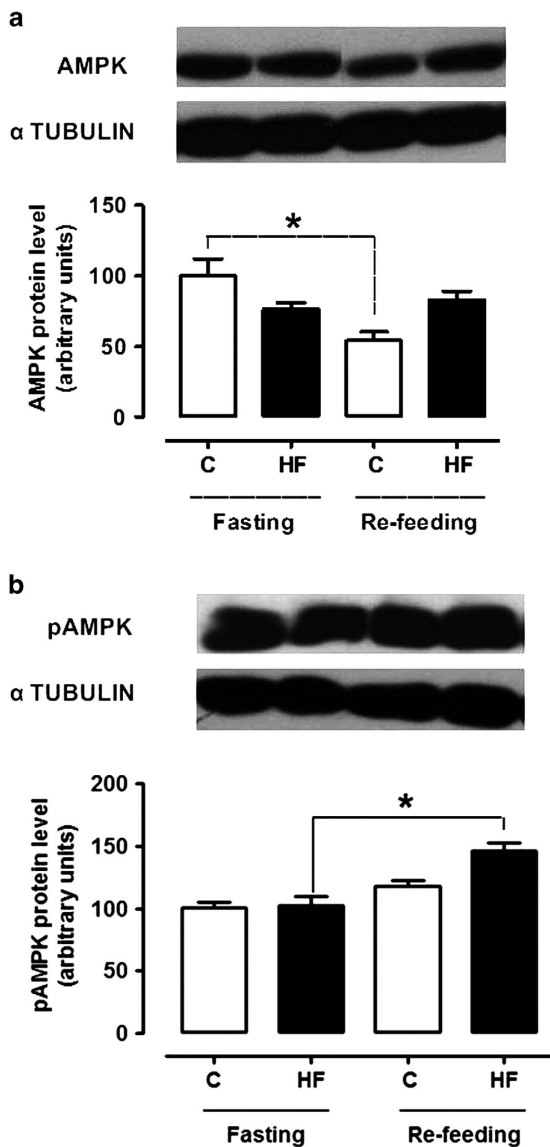 a
AMPK
α TUBULIN
AMPK protein level
(arbitrary units)
150
100
50
0
*
C HF C HF
Fasting Re-feeding
b
pAMPK
α TUBULIN
pAMPK protein level
(arbitrary units)
200
150
100
50
0
*
C HF C HF
Fasting Re-feeding